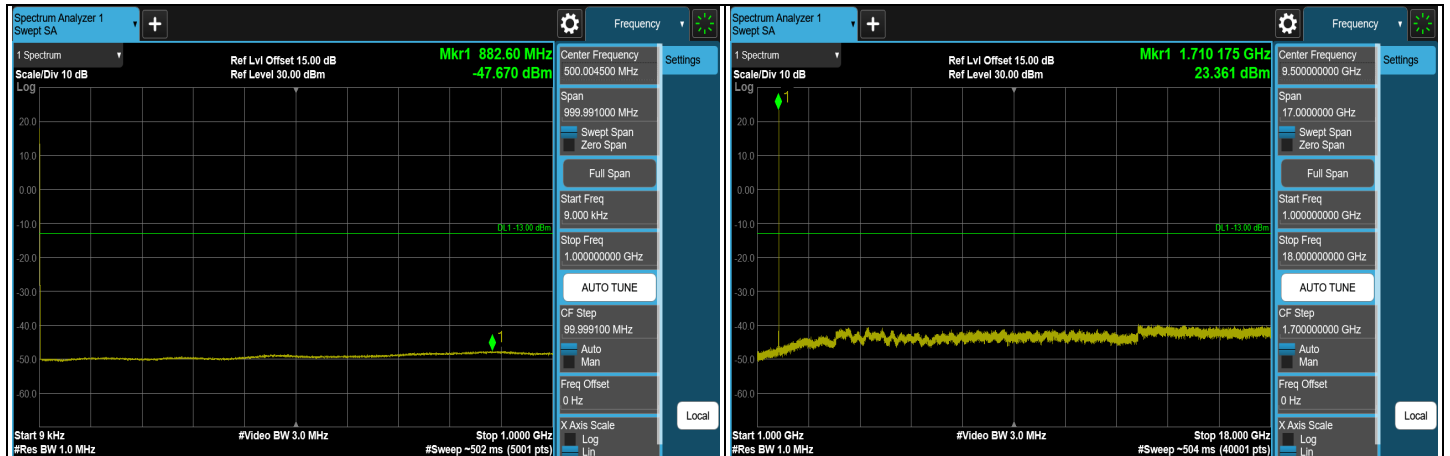 Spectrum Analyzer 1
Swept SA
+
Frequency
1 Spectrum
Scale/Div 10 dB
Log
Ref Lvl Offset 15.00 dB
Ref Level 30.00 dBm
Mkr1 882.60 MHz
-47.670 dBm
20.0
10.0
0.00
-10.0
-20.0
-30.0
-40.0
-50.0
-60.0
DL1 -13.00 dBm
1
Start 9 kHz
#Res BW 1.0 MHz
#Video BW 3.0 MHz
Stop 1.0000 GHz
#Sweep ~502 ms (5001 pts)
Center Frequency
500.004500 MHz
Span
999.991000 MHz
Swept Span
Zero Span
Full Span
Start Freq
9.000 kHz
Stop Freq
1.000000000 GHz
AUTO TUNE
CF Step
99.999100 MHz
Auto
Man
Freq Offset
0 Hz
X Axis Scale
Log
Lin
Settings
Local
Spectrum Analyzer 1
Swept SA
+
Frequency
1 Spectrum
Scale/Div 10 dB
Log
Ref Lvl Offset 15.00 dB
Ref Level 30.00 dBm
Mkr1 1.710 175 GHz
23.361 dBm
1
20.0
10.0
0.00
-10.0
-20.0
-30.0
-40.0
-50.0
-60.0
DL1 -13.00 dBm
Start 1.000 GHz
#Res BW 1.0 MHz
#Video BW 3.0 MHz
Stop 18.000 GHz
#Sweep ~504 ms (40001 pts)
Center Frequency
9.500000000 GHz
Span
17.0000000 GHz
Swept Span
Zero Span
Full Span
Start Freq
1.000000000 GHz
Stop Freq
18.000000000 GHz
AUTO TUNE
CF Step
1.700000000 GHz
Auto
Man
Freq Offset
0 Hz
X Axis Scale
Log
Lin
Settings
Local